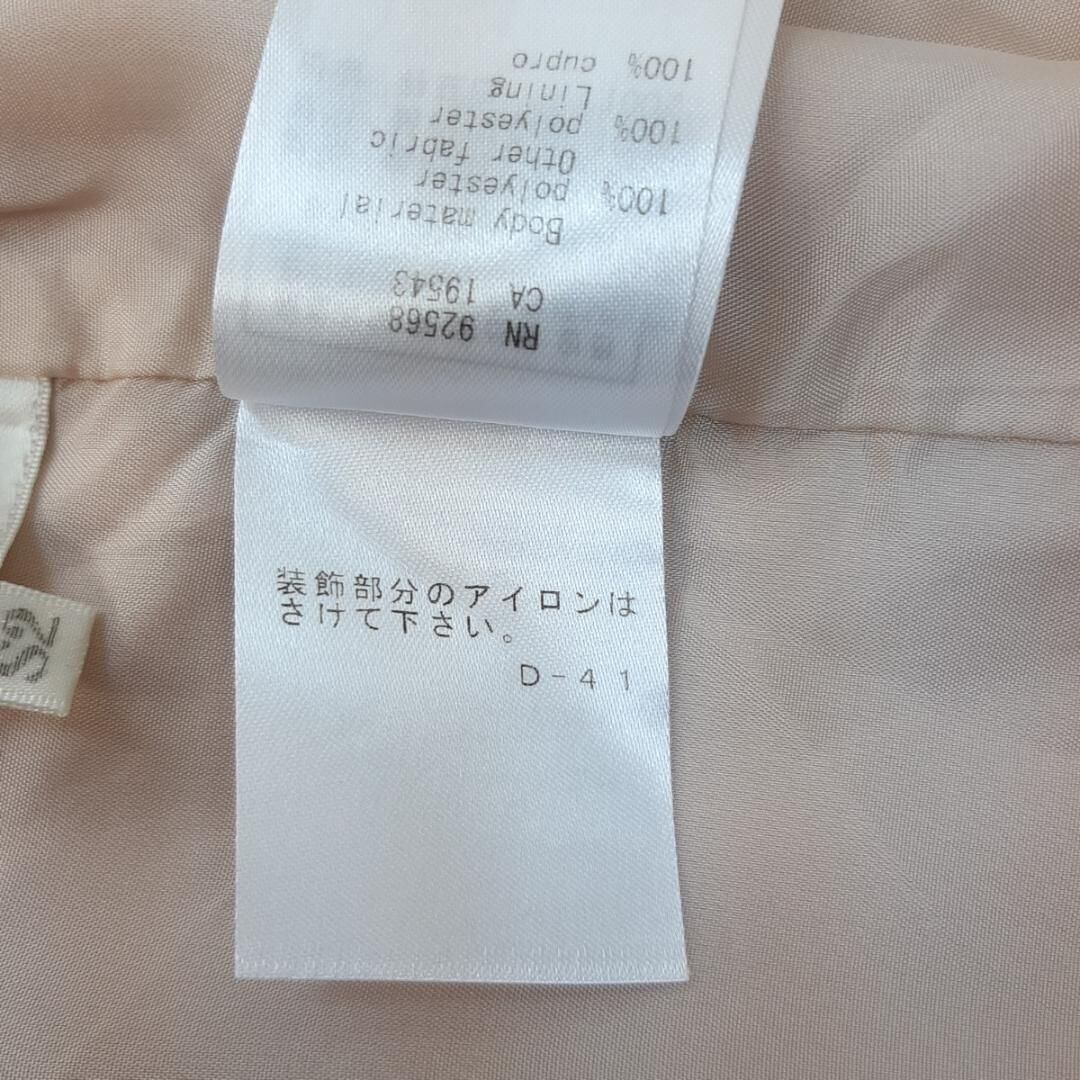 RN 92568
CA 19543
Body material
100% polyester
Other fabric
100% polyester
Lining
100% cupro
装飾部分のアイロンは
さけて下さい。
D-41